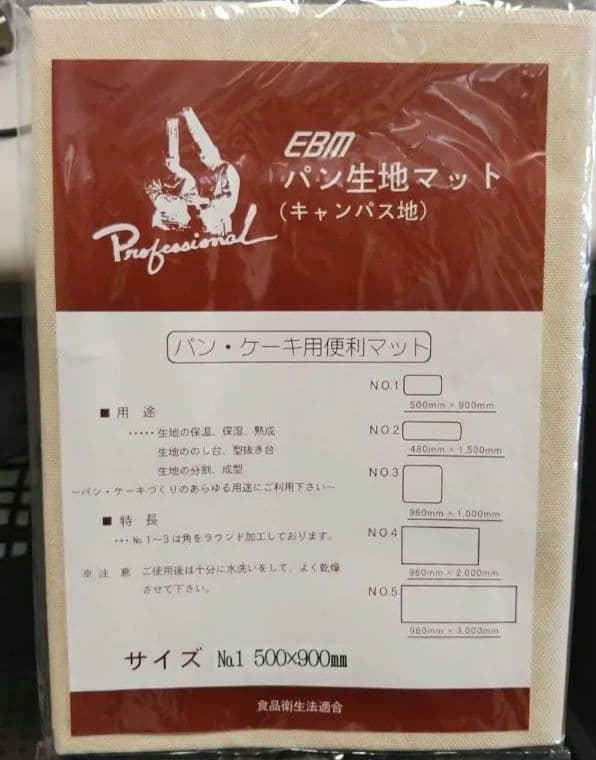 Professional
EBM
パン生地マット
(キャンパス地)
パン・ケーキ用便利マット
■ 用 途
‥‥‥生地の保温、保湿、熟成
生地ののし台、型抜き台
生地の分割、成型
～パン・ケーキづくりのあらゆる用途にご利用下さい～
■ 特 長
‥‥№1～3は角をラウンド加工しております。
※ 注 意 ご使用後は十分に水洗いをして、よく乾燥
させて下さい。
NO.1
500mm × 900mm
NO.2
480mm × 1,500mm
NO.3
960mm × 1,000mm
NO.4
960mm × 2,000mm
NO.5
960mm × 3,000mm
サイズ №1 500×900mm
食品衛生法適合